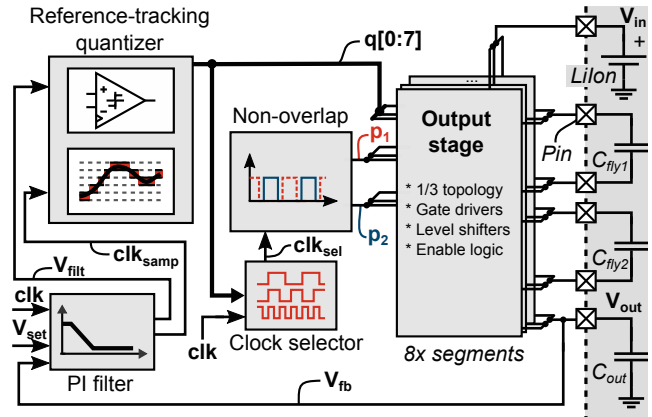 Reference-tracking
quantizer
q[0:7]
V_in
+
LiIon
...
Non-overlap
p_1
p_2
Output
stage
* 1/3 topology
* Gate drivers
* Level shifters
* Enable logic
Pin
C_fly1
C_fly2
clk_samp
clk_sel
V_filt
clk
V_set
PI filter
clk
Clock selector
8x segments
V_out
C_out
V_fb